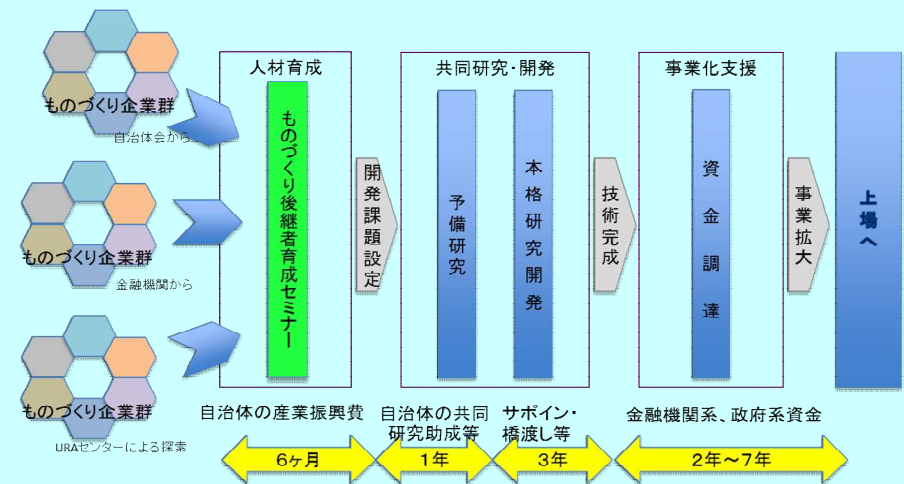 ものづくり企業群
自治体会から
ものづくり企業群
金融機関から
ものづくり企業群
URAセンターによる探索
人材育成
ものづくり後継者育成セミナー
開発課題設定
共同研究・開発
予備研究
本格研究開発
技術完成
事業化支援
資金調達
事業拡大
上場へ
自治体の産業振興費
自治体の共同
研究助成等
サポイン・
橋渡し等
金融機関系、政府系資金
6ヶ月
1年
3年
2年～7年